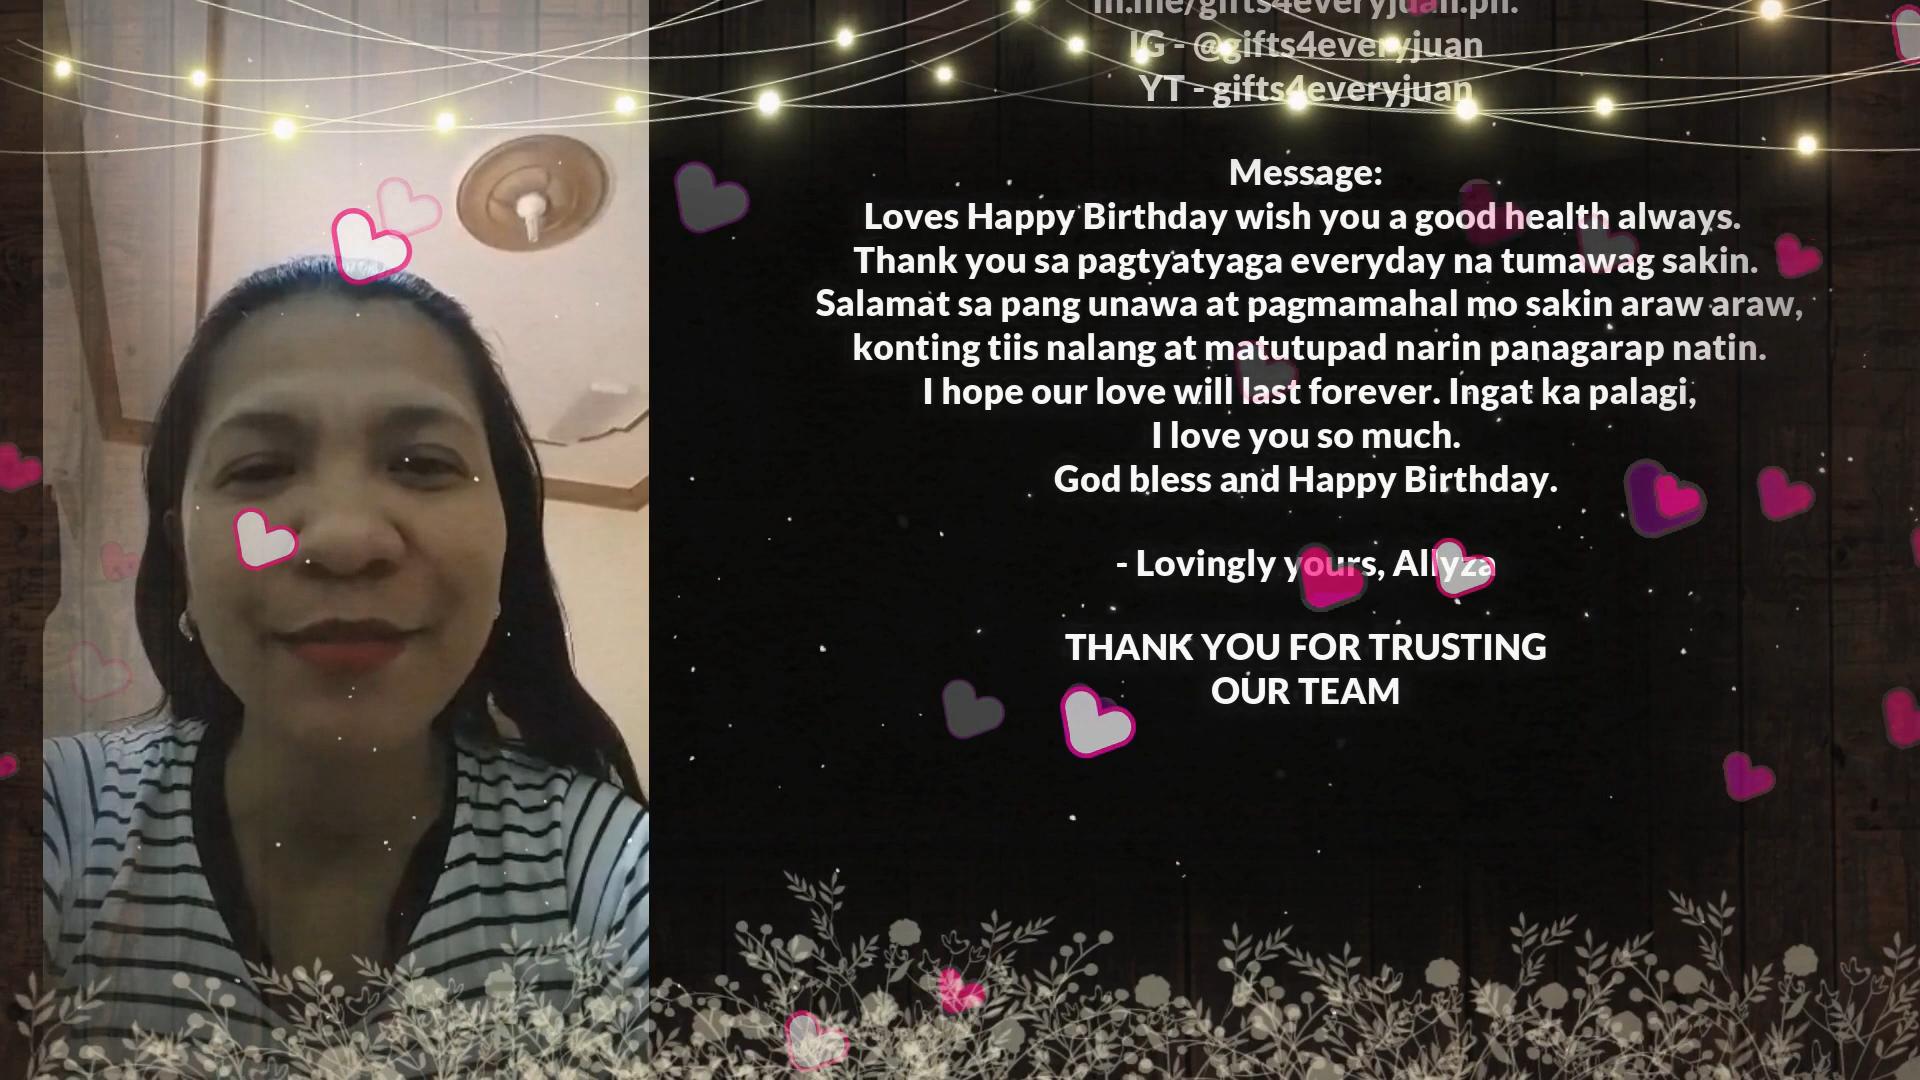 m.me/gifts4everyjuan.ph.
IG - @gifts4everyjuan
YT - gifts4everyjuan
Message:
Loves Happy Birthday wish you a good health always.
Thank you sa pagtyatyaga everyday na tumawag sakin.
Salamat sa pang unawa at pagmamahal mo sakin araw araw,
konting tiis nalang at matutupad narin panagarap natin.
I hope our love will last forever. Ingat ka palagi,
I love you so much.
God bless and Happy Birthday.
- Lovingly yours, Allyza
THANK YOU FOR TRUSTING
OUR TEAM